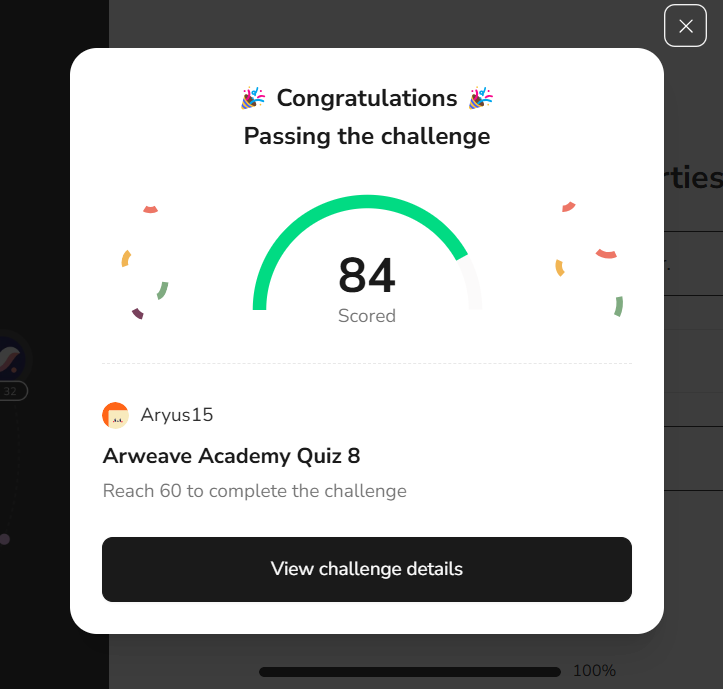 Congratulations
Passing the challenge
84
Scored
Aryus15
Arweave Academy Quiz 8
Reach 60 to complete the challenge
View challenge details
32
100%